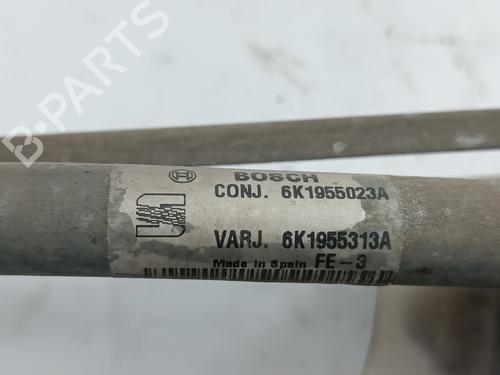 BOSCH
CONJ. 6K1955023A
VARJ. 6K1955313A
Made in Spain FE-3
B-PARTS